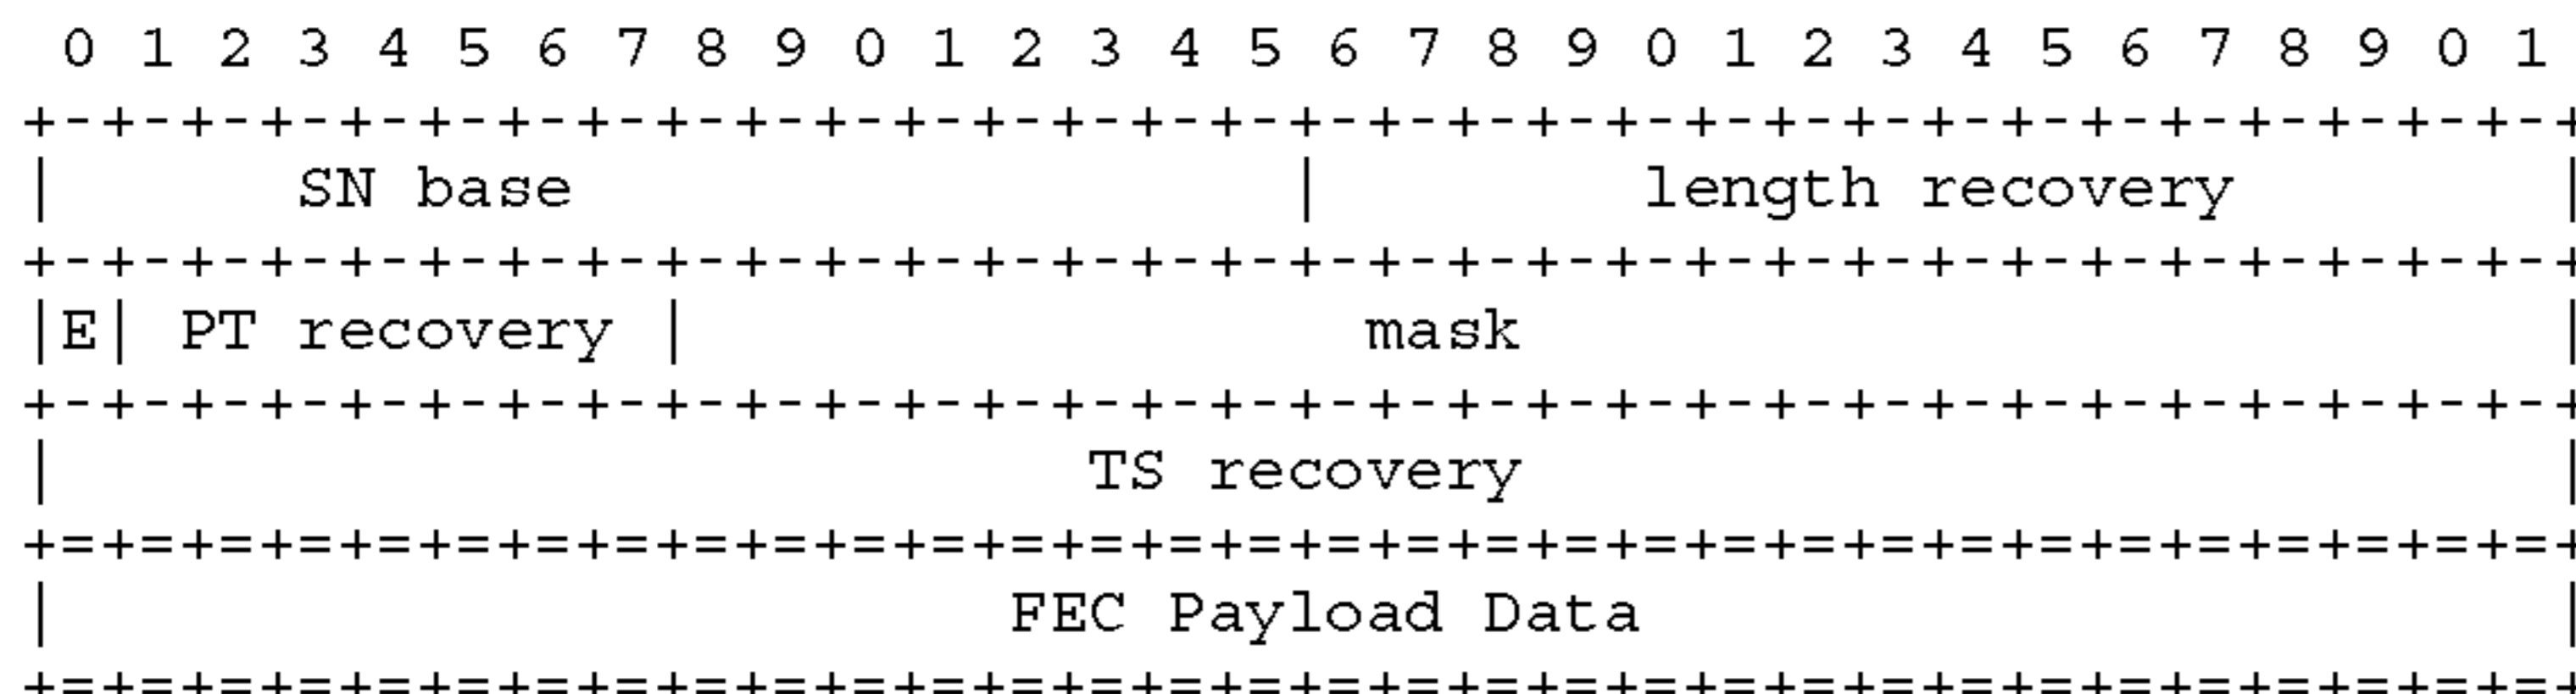 0 1 2 3 4 5 6 7 8 9 0 1 2 3 4 5 6 7 8 9 0 1 2 3 4 5 6 7 8 9 0 1
+-+-+-+-+-+-+-+-+-+-+-+-+-+-+-+-+-+-+-+-+-+-+-+-+-+-+-+-+-+-+-+-+
|      SN base                  |        length recovery        |
+-+-+-+-+-+-+-+-+-+-+-+-+-+-+-+-+-+-+-+-+-+-+-+-+-+-+-+-+-+-+-+-+
|E| PT recovery |                 mask                          |
+-+-+-+-+-+-+-+-+-+-+-+-+-+-+-+-+-+-+-+-+-+-+-+-+-+-+-+-+-+-+-+-+
|                          TS recovery                          |
+=+=+=+=+=+=+=+=+=+=+=+=+=+=+=+=+=+=+=+=+=+=+=+=+=+=+=+=+=+=+=+=+
|                        FEC Payload Data                       |
+=+=+=+=+=+=+=+=+=+=+=+=+=+=+=+=+=+=+=+=+=+=+=+=+=+=+=+=+=+=+=+=+